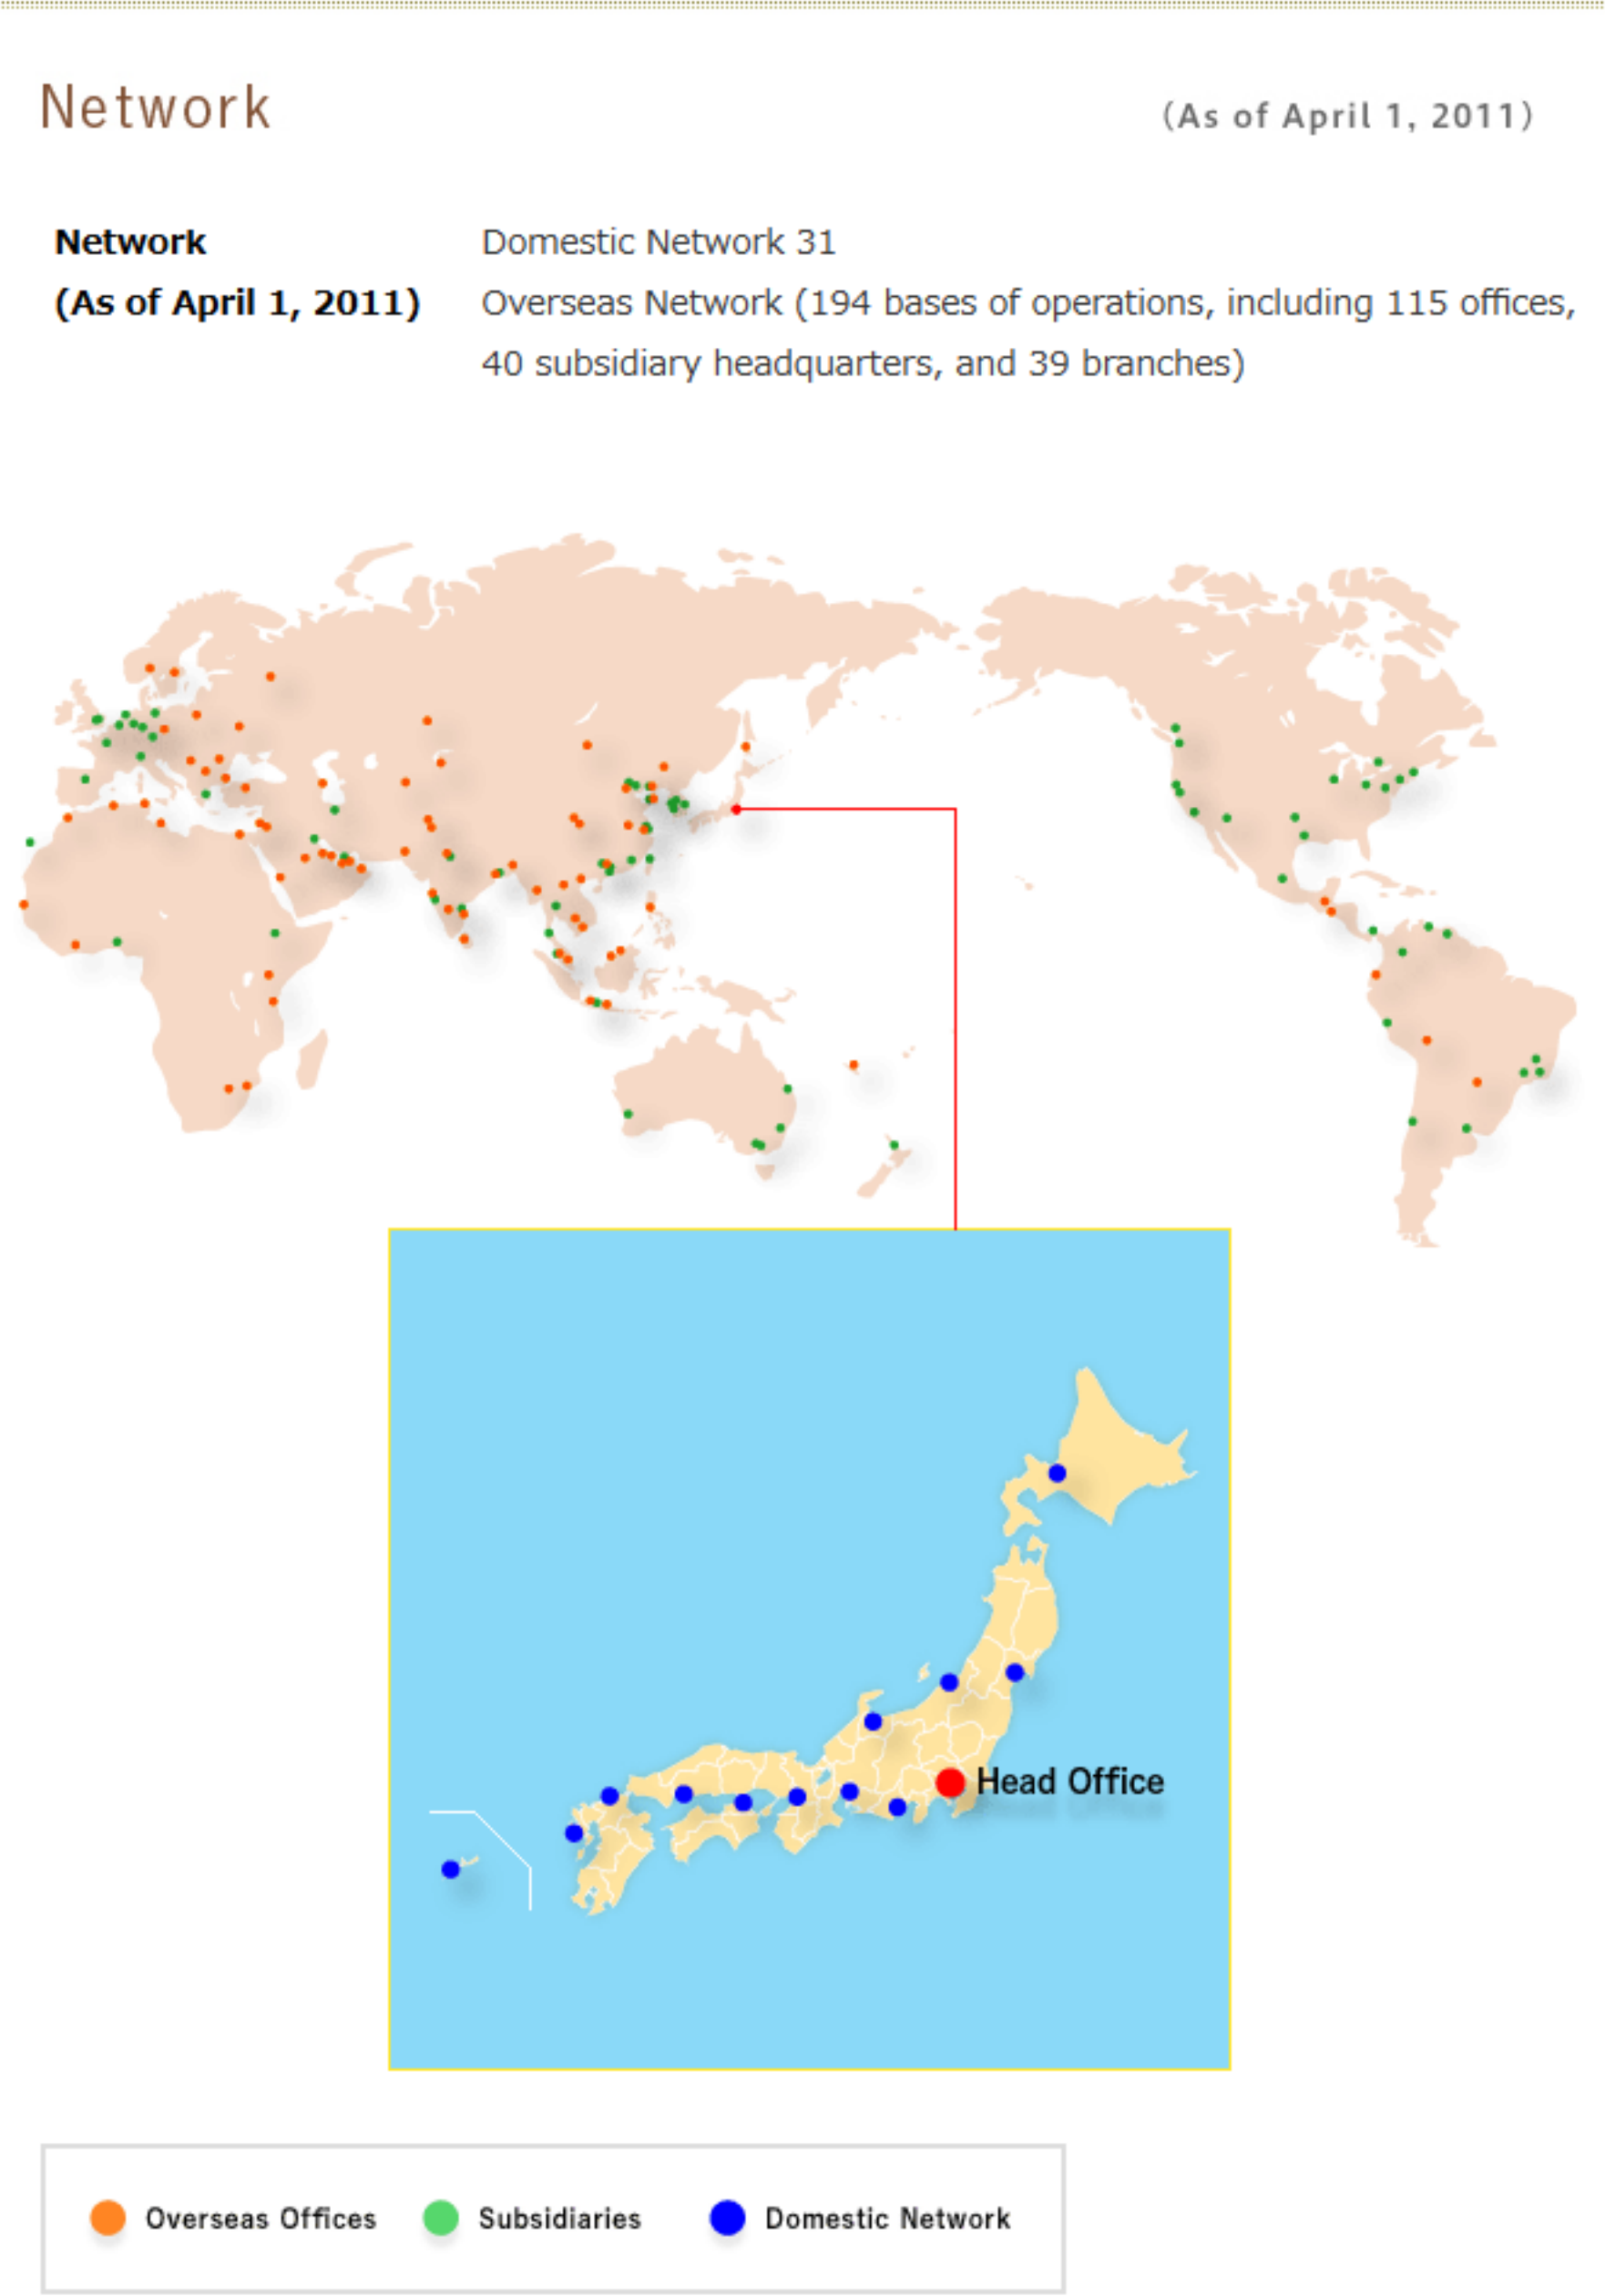 Network
(As of April 1, 2011)
Network
Domestic Network 31
(As of April 1, 2011)
Overseas Network (194 bases of operations, including 115 offices,
40 subsidiary headquarters, and 39 branches)
Head Office
Overseas Offices
Subsidiaries
Domestic Network